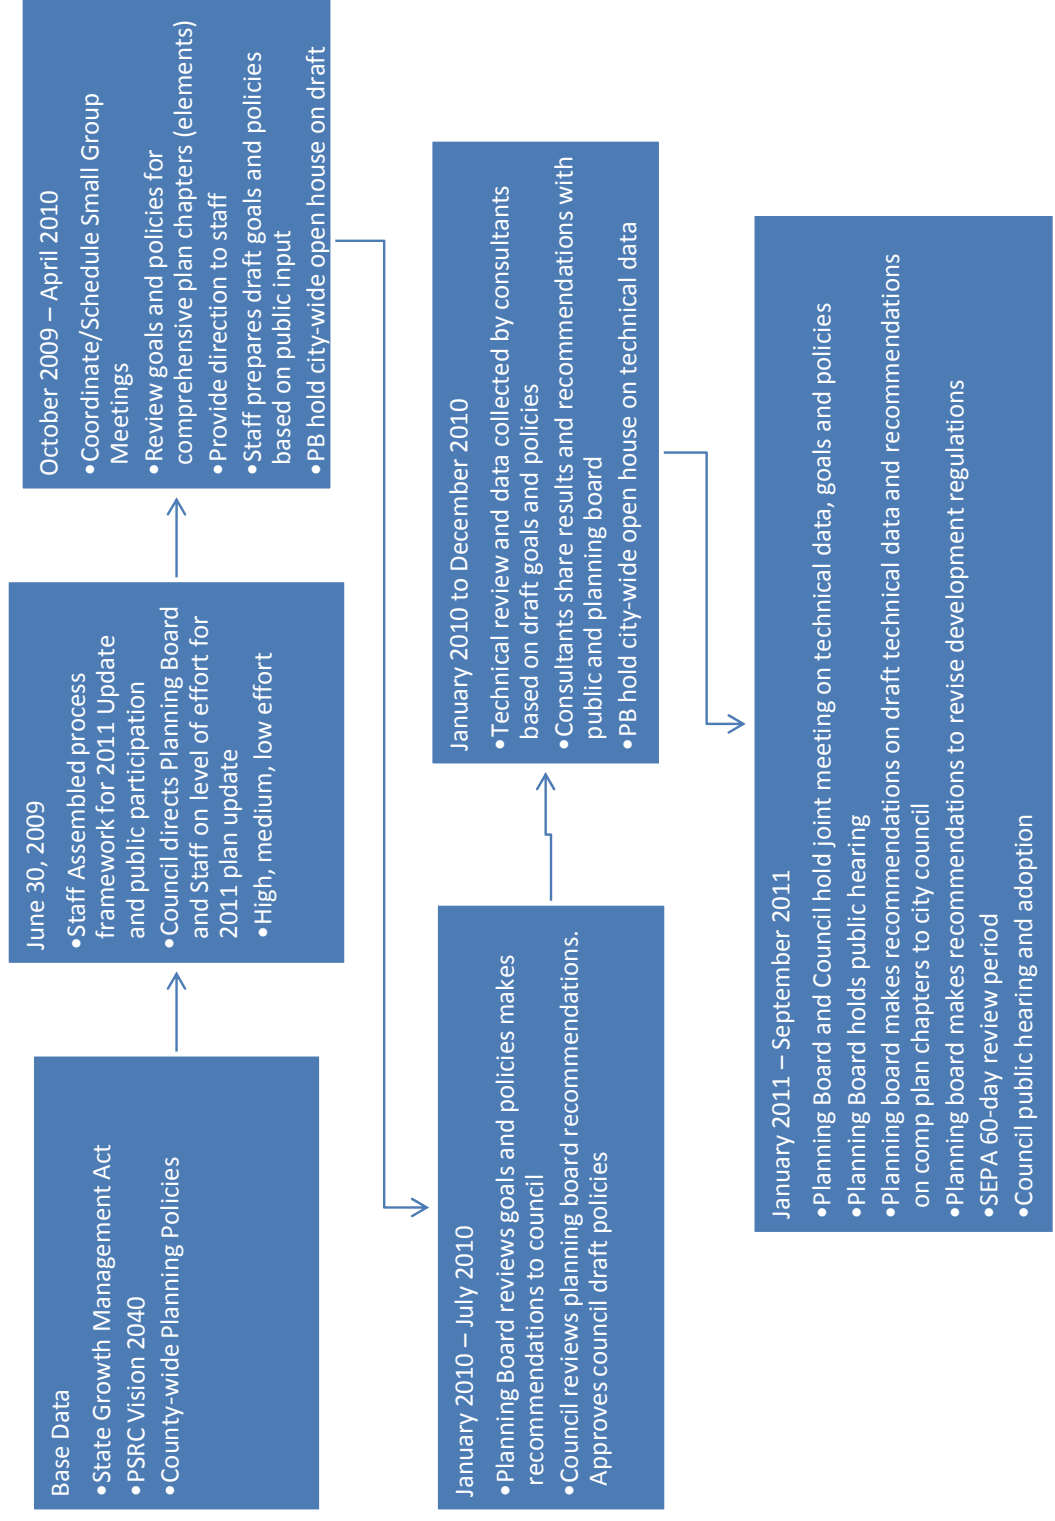 Base Data
•State Growth Management Act
•PSRC Vision 2040
•County-wide Planning Policies
June 30, 2009
•Staff Assembled process
framework for 2011 Update
and public participation
•Council directs Planning Board
and Staff on level of effort for
2011 plan update
•High, medium, low effort
October 2009 – April 2010
•Coordinate/Schedule Small Group
Meetings
•Review goals and policies for
comprehensive plan chapters (elements)
•Provide direction to staff
•Staff prepares draft goals and policies
based on public input
•PB hold city-wide open house on draft
January 2010 – July 2010
•Planning Board reviews goals and policies makes
recommendations to council
•Council reviews planning board recommendations.
Approves council draft policies
January 2010 to December 2010
•Technical review and data collected by consultants
based on draft goals and policies
•Consultants share results and recommendations with
public and planning board
•PB hold city-wide open house on technical data
January 2011 – September 2011
•Planning Board and Council hold joint meeting on technical data, goals and policies
•Planning Board holds public hearing
•Planning board makes recommendations on draft technical data and recommendations
on comp plan chapters to city council
•Planning board makes recommendations to revise development regulations
•SEPA 60-day review period
•Council public hearing and adoption